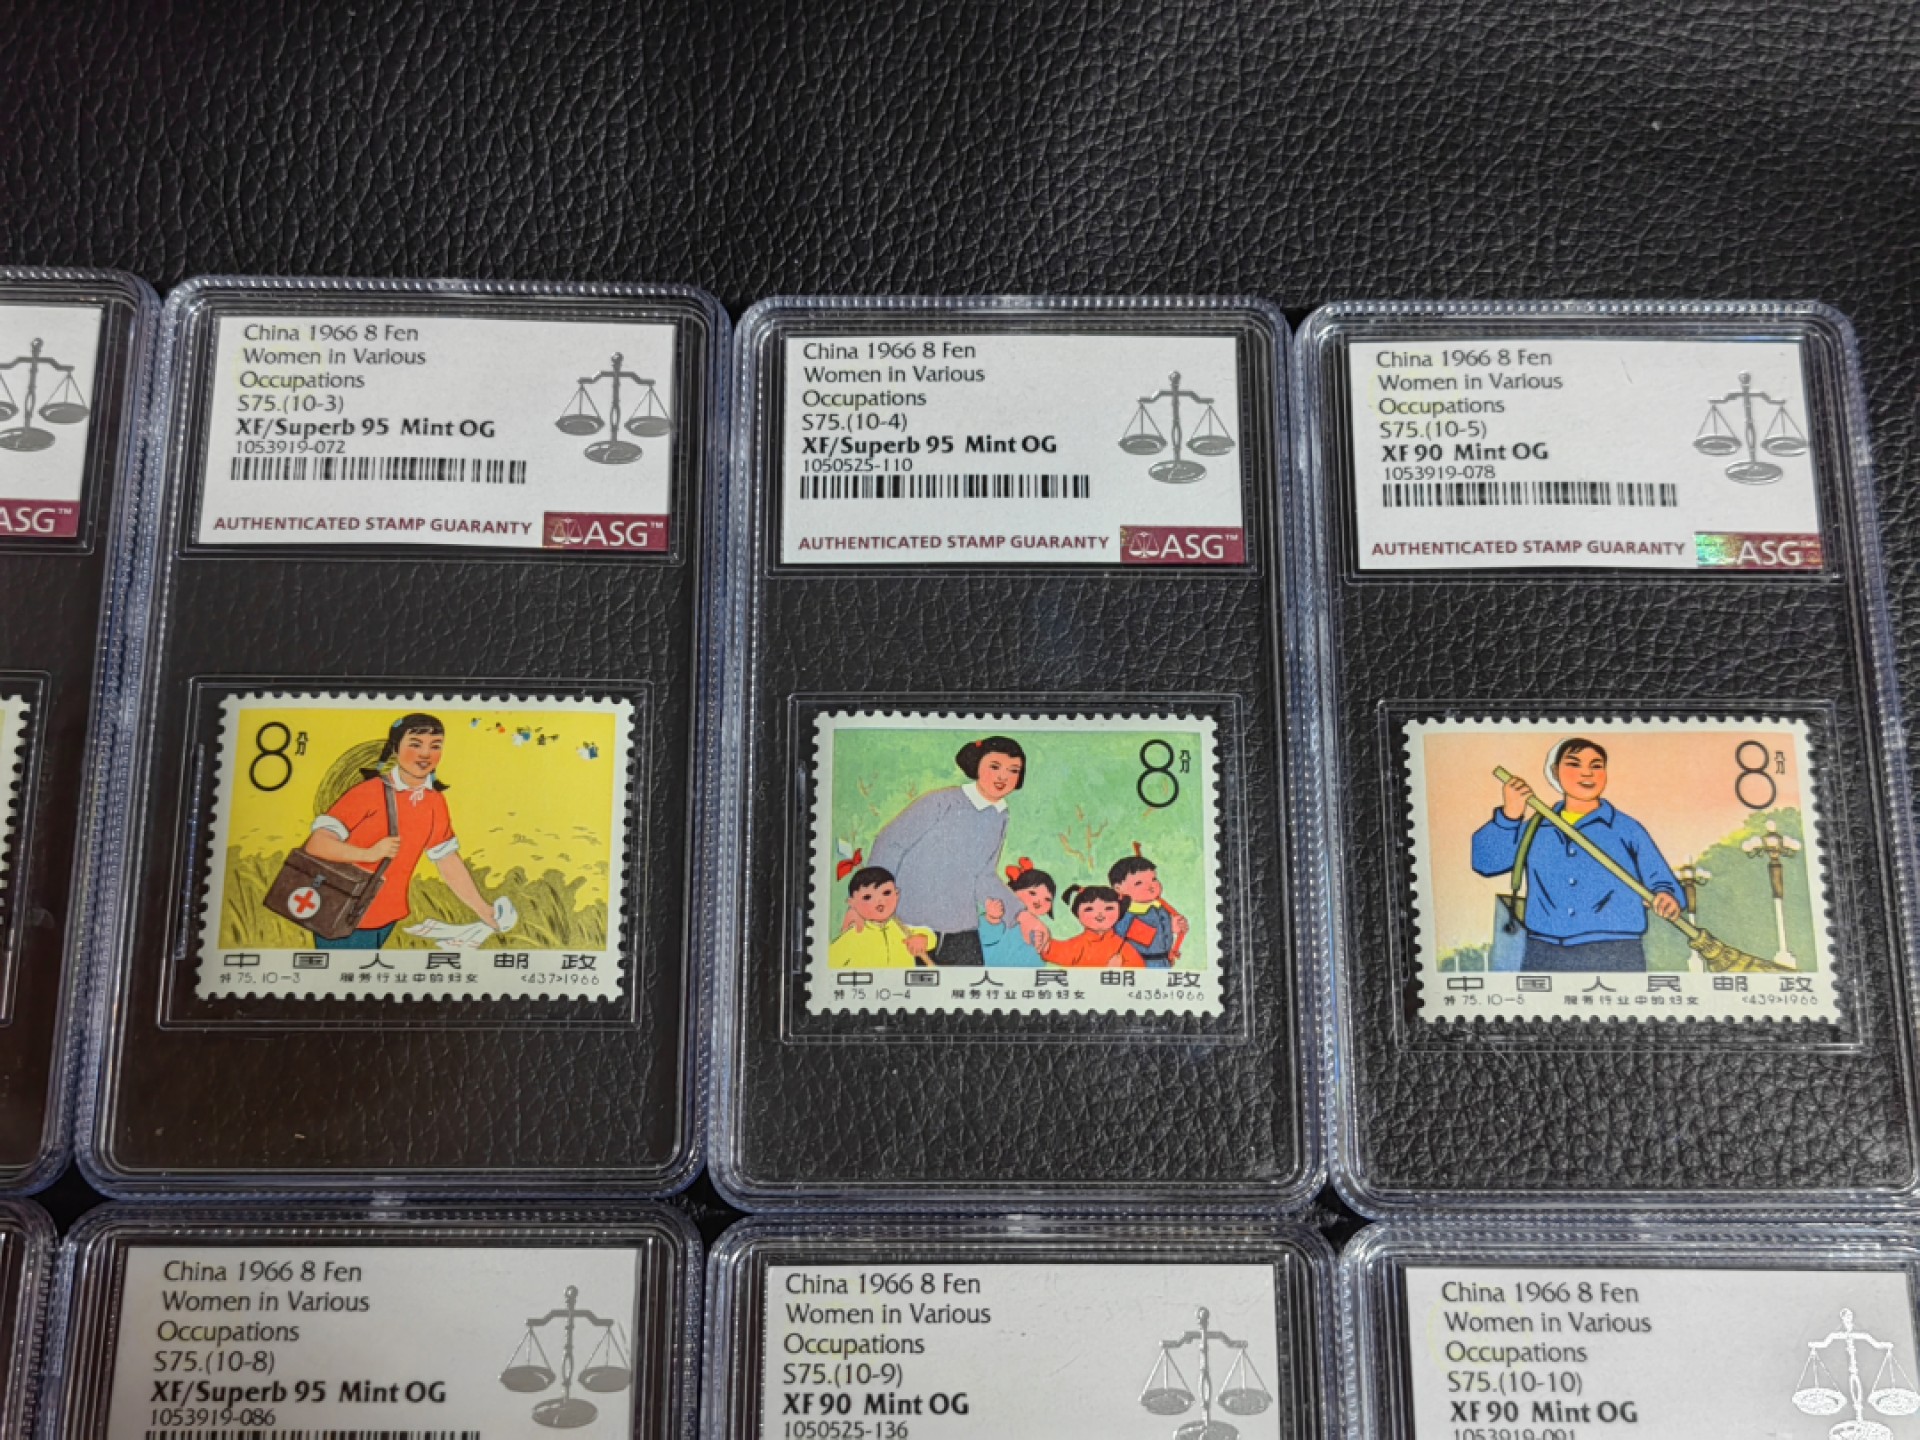 ASG™
China 1966 8 Fen
Women in Various
Occupations
S75.(10-3)
XF/Superb 95 Mint OG
1053919-072
AUTHENTICATED STAMP GUARANTY ASG™
8分
中国人民邮政
特75.10-3 服务行业中的妇女 <437>1966
China 1966 8 Fen
Women in Various
Occupations
S75.(10-4)
XF/Superb 95 Mint OG
1050525-110
AUTHENTICATED STAMP GUARANTY ASG™
8分
中国人民邮政
特75.10-4 服务行业中的妇女 <438>1966
China 1966 8 Fen
Women in Various
Occupations
S75.(10-5)
XF 90 Mint OG
1053919-078
AUTHENTICATED STAMP GUARANTY ASG™
8分
中国人民邮政
特75.10-5 服务行业中的妇女 <439>1966
China 1966 8 Fen
Women in Various
Occupations
S75.(10-8)
XF/Superb 95 Mint OG
1053919-086
China 1966 8 Fen
Women in Various
Occupations
S75.(10-9)
XF 90 Mint OG
1050525-136
China 1966 8 Fen
Women in Various
Occupations
S75.(10-10)
XF 90 Mint OG
1053919-091